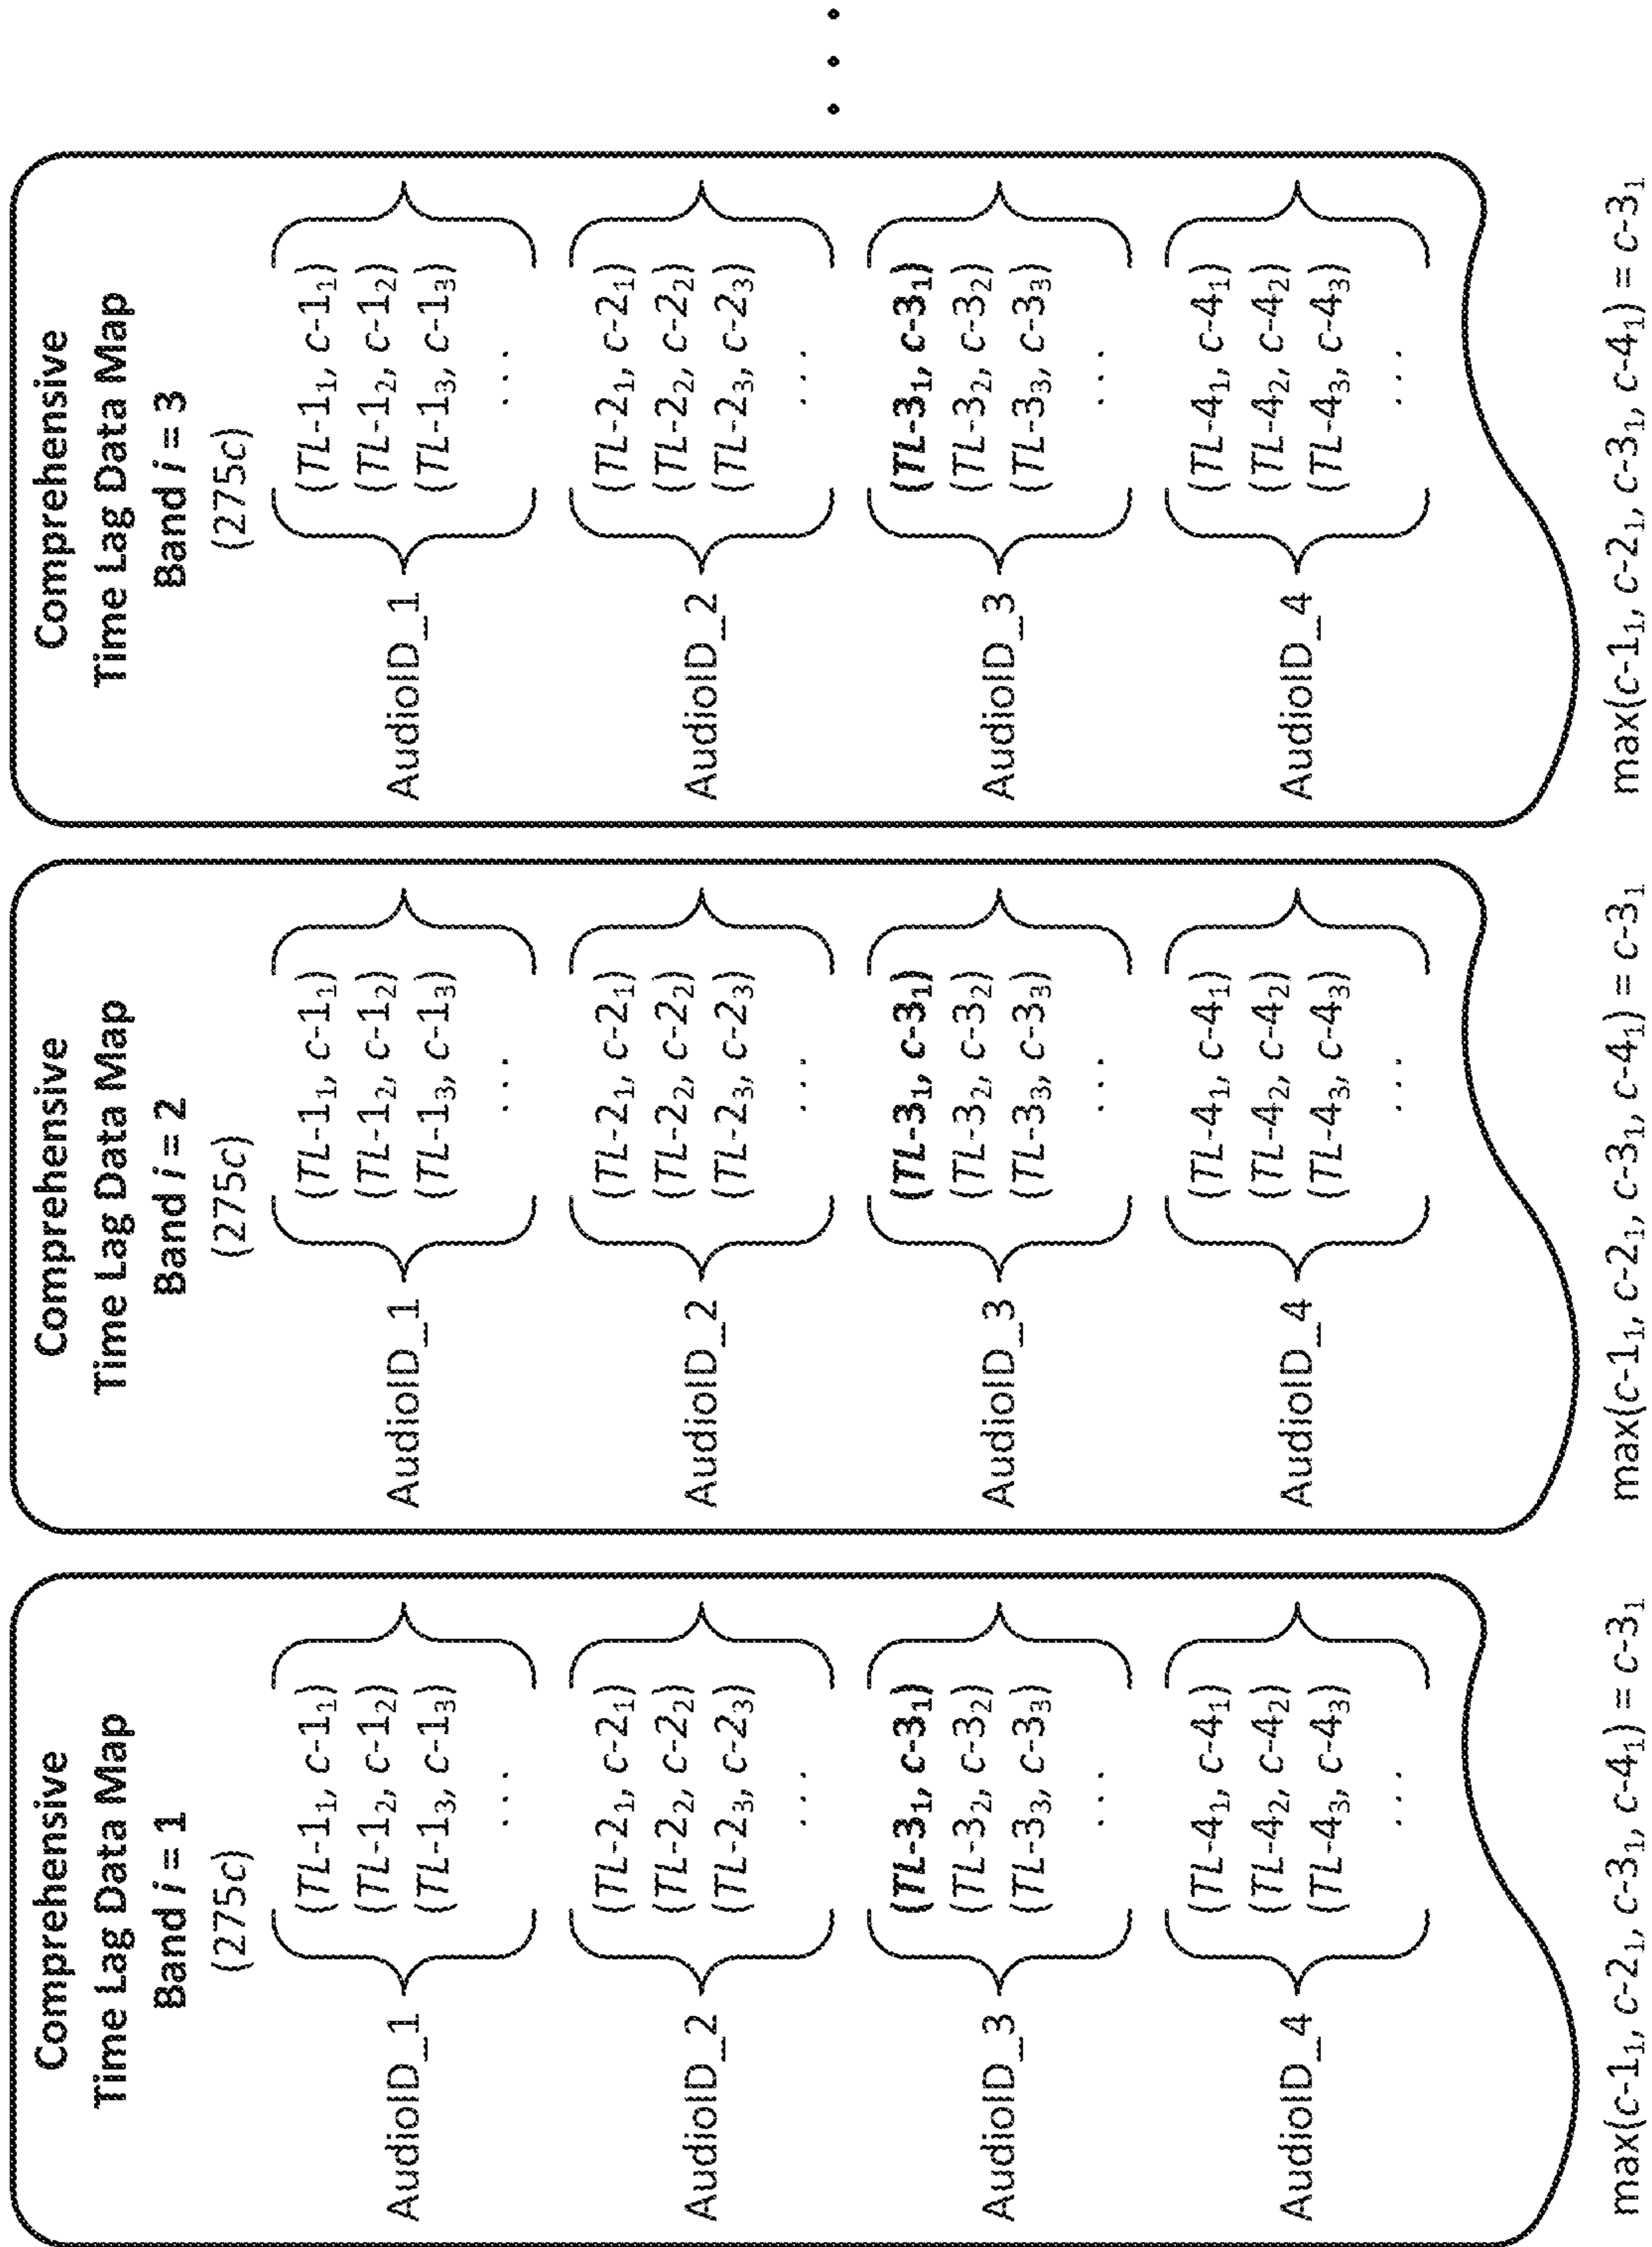 Comprehensive
Time Lag Data Map
Band i = 1
(275c)
AudioID_1
(TL-1₁, c-1₁)
(TL-1₂, c-1₂)
(TL-1₃, c-1₃)
...
AudioID_2
(TL-2₁, c-2₁)
(TL-2₂, c-2₂)
(TL-2₃, c-2₃)
...
AudioID_3
(TL-3₁, c-3₁)
(TL-3₂, c-3₂)
(TL-3₃, c-3₃)
...
AudioID_4
(TL-4₁, c-4₁)
(TL-4₂, c-4₂)
(TL-4₃, c-4₃)
...
max(c-1₁, c-2₁, c-3₁, c-4₁) = c-3₁
Comprehensive
Time Lag Data Map
Band i = 2
(275c)
AudioID_1
(TL-1₁, c-1₁)
(TL-1₂, c-1₂)
(TL-1₃, c-1₃)
...
AudioID_2
(TL-2₁, c-2₁)
(TL-2₂, c-2₂)
(TL-2₃, c-2₃)
...
AudioID_3
(TL-3₁, c-3₁)
(TL-3₂, c-3₂)
(TL-3₃, c-3₃)
...
AudioID_4
(TL-4₁, c-4₁)
(TL-4₂, c-4₂)
(TL-4₃, c-4₃)
...
max(c-1₁, c-2₁, c-3₁, c-4₁) = c-3₁
Comprehensive
Time Lag Data Map
Band i = 3
(275c)
AudioID_1
(TL-1₁, c-1₁)
(TL-1₂, c-1₂)
(TL-1₃, c-1₃)
...
AudioID_2
(TL-2₁, c-2₁)
(TL-2₂, c-2₂)
(TL-2₃, c-2₃)
...
AudioID_3
(TL-3₁, c-3₁)
(TL-3₂, c-3₂)
(TL-3₃, c-3₃)
...
AudioID_4
(TL-4₁, c-4₁)
(TL-4₂, c-4₂)
(TL-4₃, c-4₃)
...
max(c-1₁, c-2₁, c-3₁, c-4₁) = c-3₁
• • •